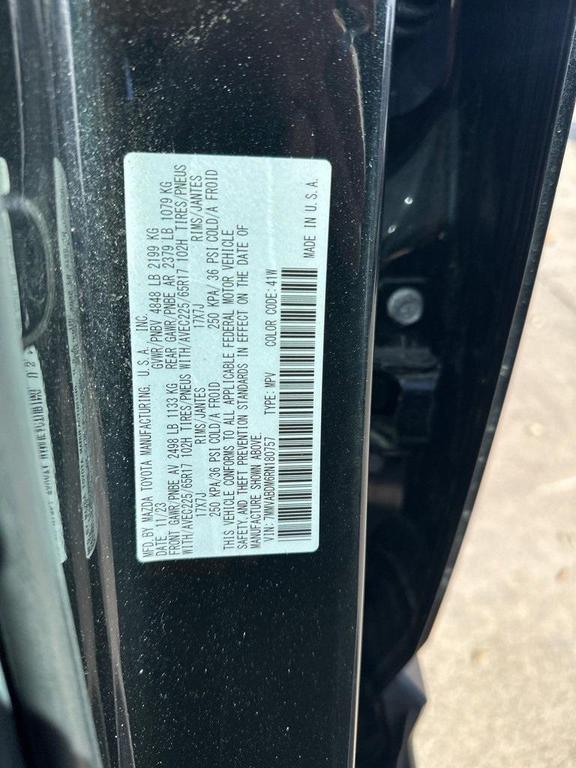 MFD.BY MAZDA TOYOTA MANUFACTURING, U.S.A., INC.
DATE: 11/23 GVWR/PNBV 4848 LB 2199 KG
FRONT GAWR/PNBE AV 2498 LB 1133 KG REAR GAWR/PNBE AR 2379 LB 1079 KG
WITH/AVEC225/65R17 102H TIRES/PNEUS WITH/AVEC225/65R17 102H TIRES/PNEUS
17X7J RIMS/JANTES 17X7J RIMS/JANTES
250 KPA/36 PSI COLD/A FROID 250 KPA/36 PSI COLD/A FROID
THIS VEHICLE CONFORMS TO ALL APPLICABLE FEDERAL MOTOR VEHICLE
SAFETY AND THEFT PREVENTION STANDARDS IN EFFECT ON THE DATE OF
MANUFACTURE SHOWN ABOVE.
VIN: 7MMVABDM6RN180757 TYPE: MPV COLOR CODE: 41W
MADE IN U.S.A.